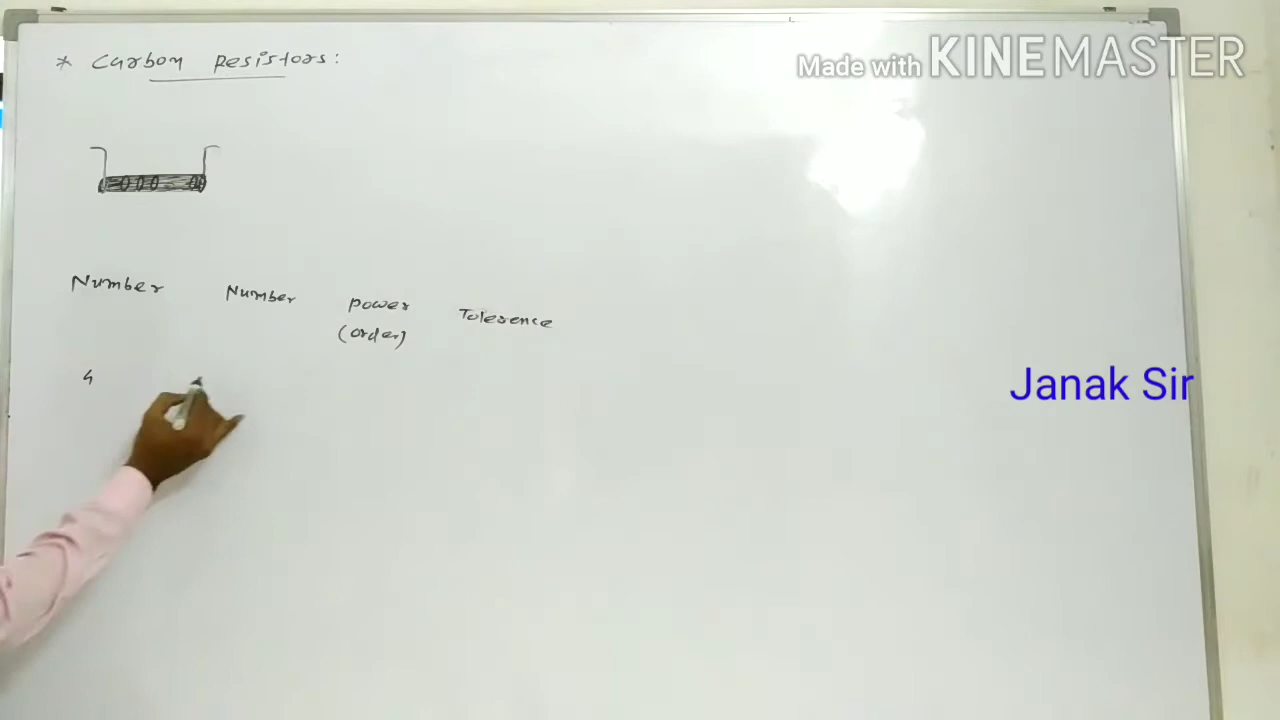 * Carbon Resistors:
Made with KINEMASTER
Number Number power Tolerence
(order)
4
Janak Sir